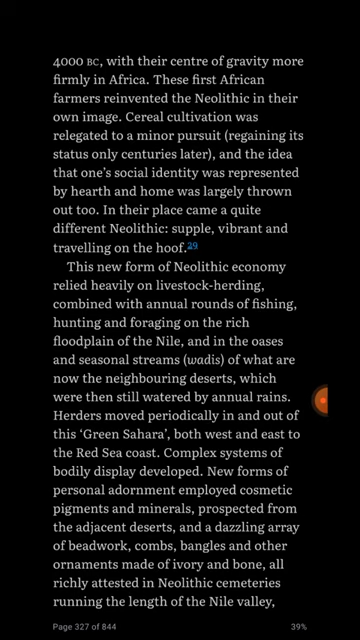 4000 BC, with their centre of gravity more
firmly in Africa. These first African
farmers reinvented the Neolithic in their
own image. Cereal cultivation was
relegated to a minor pursuit (regaining its
status only centuries later), and the idea
that one’s social identity was represented
by hearth and home was largely thrown
out too. In their place came a quite
different Neolithic: supple, vibrant and
travelling on the hoof.29
This new form of Neolithic economy
relied heavily on livestock-herding,
combined with annual rounds of fishing,
hunting and foraging on the rich
floodplain of the Nile, and in the oases
and seasonal streams (wadis) of what are
now the neighbouring deserts, which
were then still watered by annual rains.
Herders moved periodically in and out of
this ‘Green Sahara’, both west and east to
the Red Sea coast. Complex systems of
bodily display developed. New forms of
personal adornment employed cosmetic
pigments and minerals, prospected from
the adjacent deserts, and a dazzling array
of beadwork, combs, bangles and other
ornaments made of ivory and bone, all
richly attested in Neolithic cemeteries
running the length of the Nile valley,
Page 327 of 844 39%